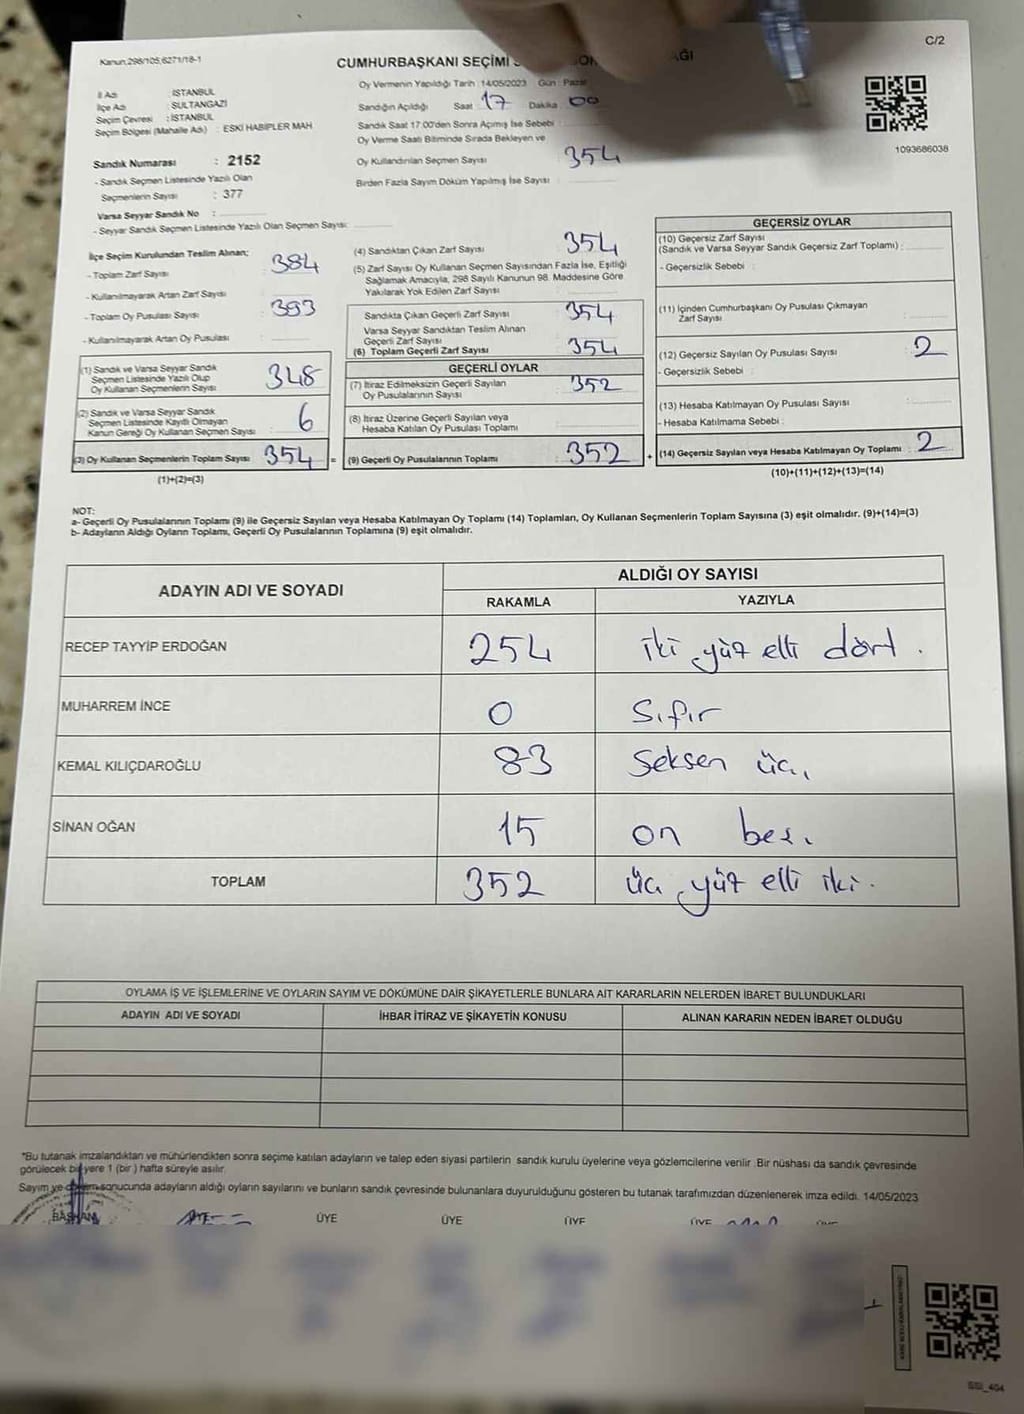 C/2
Kanun:298/105,6271/18-1
CUMHURBAŞKANI SEÇİMİ
İl Adı : İSTANBUL
İlçe Adı : SULTANGAZİ
Seçim Çevresi : İSTANBUL
Seçim Bölgesi (Mahalle Adı) : ESKİ HABİPLER MAH
Sandık Numarası : 2152
- Sandık Seçmen Listesinde Yazılı Olan
Seçmenlerin Sayısı : 377
Varsa Seyyar Sandık No :
- Seyyar Sandık Seçmen Listesinde Yazılı Olan Seçmen Sayısı:
Oy Vermenin Yapıldığı Tarih :14/05/2023 Gün : Pazar
Sandığın Açıldığı Saat : 17 Dakika : 00
Sandık Saat 17:00'den Sonra Açımış İse Sebebi :
Oy Verme Saati Bitiminde Sırada Bekleyen ve
Oy Kullandırılan Seçmen Sayısı 354
Birden Fazla Sayım Döküm Yapılmış İse Sayısı :
1093686038
İlçe Seçim Kurulundan Teslim Alınan;
- Toplam Zarf Sayısı : 384
- Kullanılmayarak Artan Zarf Sayısı
- Toplam Oy Pusulası Sayısı: 393
- Kullanılmayarak Artan Oy Pusulası
(1) Sandık ve Varsa Seyyar Sandık
Seçmen Listesinde Yazılı Olup
Oy Kullanan Seçmenlerin Sayısı 348
(2) Sandık ve Varsa Seyyar Sandık
Seçmen Listesinde Kayıtlı Olmayan
Kanun Gereği Oy Kullanan Seçmen Sayısı 6
(3) Oy Kullanan Seçmenlerin Toplam Sayısı 354 =
(1)+(2)=(3)
(4) Sandıktan Çıkan Zarf Sayısı 354
(5) Zarf Sayısı Oy Kullanan Seçmen Sayısından Fazla İse, Eşitliği
Sağlamak Amacıyla, 298 Sayılı Kanunun 98. Maddesine Göre
Yakılarak Yok Edilen Zarf Sayısı
Sandıkta Çıkan Geçerli Zarf Sayısı 354
Varsa Seyyar Sandıktan Teslim Alınan
Geçerli Zarf Sayısı
(6) Toplam Geçerli Zarf Sayısı 354
GEÇERLİ OYLAR
(7) İtiraz Edilmeksizin Geçerli Sayılan
Oy Pusulalarının Sayısı 352
(8) İtiraz Üzerine Geçerli Sayılan veya
Hesaba Katılan Oy Pusulası Toplamı
(9) Geçerli Oy Pusulalarının Toplamı 352 +
GEÇERSİZ OYLAR
(10) Geçersiz Zarf Sayısı
(Sandık ve Varsa Seyyar Sandık Geçersiz Zarf Toplamı) :
- Geçersizlik Sebebi :
(11) İçinden Cumhurbaşkanı Oy Pusulası Çıkmayan
Zarf Sayısı
(12) Geçersiz Sayılan Oy Pusulası Sayısı 2
- Geçersizlik Sebebi
(13) Hesaba Katılmayan Oy Pusulası Sayısı
- Hesaba Katılmama Sebebi :
(14) Geçersiz Sayılan veya Hesaba Katılmayan Oy Toplamı : 2
(10)+(11)+(12)+(13)=(14)
NOT:
a- Geçerli Oy Pusulalarının Toplamı (9) ile Geçersiz Sayılan veya Hesaba Katılmayan Oy Toplamı (14) Toplamları, Oy Kullanan Seçmenlerin Toplam Sayısına (3) eşit olmalıdır. (9)+(14)=(3)
b- Adayların Aldığı Oyların Toplamı, Geçerli Oy Pusulalarının Toplamına (9) eşit olmalıdır.
ADAYIN ADI VE SOYADI
ALDIĞI OY SAYISI
RAKAMLA
YAZIYLA
RECEP TAYYİP ERDOĞAN 254 iki yüz elli dört.
MUHARREM İNCE 0 Sıfır
KEMAL KILIÇDAROĞLU 83 Seksen üç.
SİNAN OĞAN 15 on beş.
TOPLAM 352 üç yüz elli iki.
OYLAMA İŞ VE İŞLEMLERİNE VE OYLARIN SAYIM VE DÖKÜMÜNE DAİR ŞİKAYETLERLE BUNLARA AİT KARARLARIN NELERDEN İBARET BULUNDUKLARI
ADAYIN ADI VE SOYADI
İHBAR İTİRAZ VE ŞİKAYETİN KONUSU
ALINAN KARARIN NEDEN İBARET OLDUĞU
*Bu tutanak imzalandıktan ve mühürlendikten sonra seçime katılan adayların ve talep eden siyasi partilerin sandık kurulu üyelerine veya gözlemcilerine verilir. Bir nüshası da sandık çevresinde
görülecek bir yere 1 (bir) hafta süreyle asılır.
Sayım ve döküm sonucunda adayların aldığı oyların sayılarını ve bunların sandık çevresinde bulunanlara duyurulduğunu gösteren bu tutanak tarafımızdan düzenlenerek imza edildi. 14/05/2023
BAŞKAN ÜYE ÜYE ÜYE ÜYE ÜYE